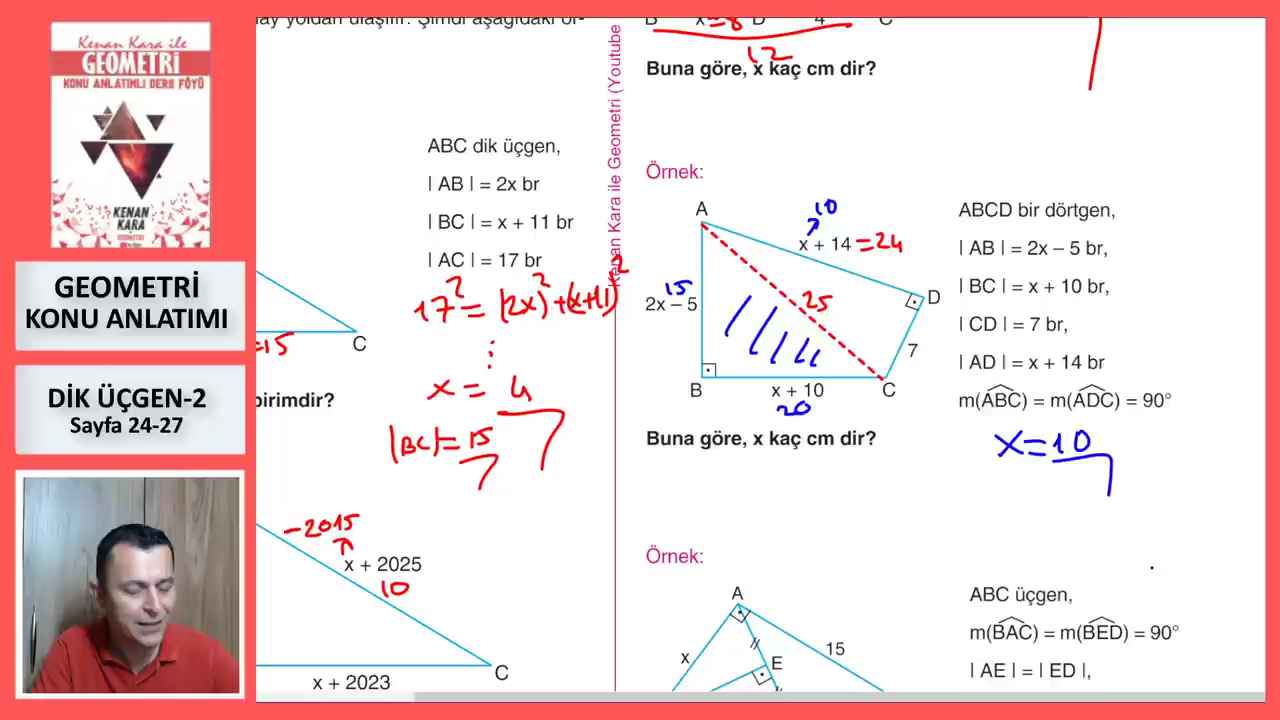 Kenan Kara ile
GEOMETRİ
KONU ANLATIMLI DERS FÖYÜ
KENAN
KARA
GEOMETRİ
KONU ANLATIMI
DİK ÜÇGEN-2
Sayfa 24-27
ABC dik üçgen,
| AB | = 2x br
| BC | = x + 11 br
| AC | = 17 br
17² = (2x)² + (x+11)²
x = 4
|BC| = 15
=15
C
birimdir?
-2015
x + 2025
10
C
x + 2023
Kenan Kara ile Geometri (Youtube
B x=8 D 4 C
12
Buna göre, x kaç cm dir?
Örnek:
A
10
x + 14 =24
15
2x – 5
25
D
7
B
x + 10
C
20
ABCD bir dörtgen,
| AB | = 2x – 5 br,
| BC | = x + 10 br,
| CD | = 7 br,
| AD | = x + 14 br
m(ABC) = m(ADC) = 90°
Buna göre, x kaç cm dir?
x=10
Örnek:
A
x
15
E
ABC üçgen,
m(BAC) = m(BED) = 90°
| AE | = | ED |,